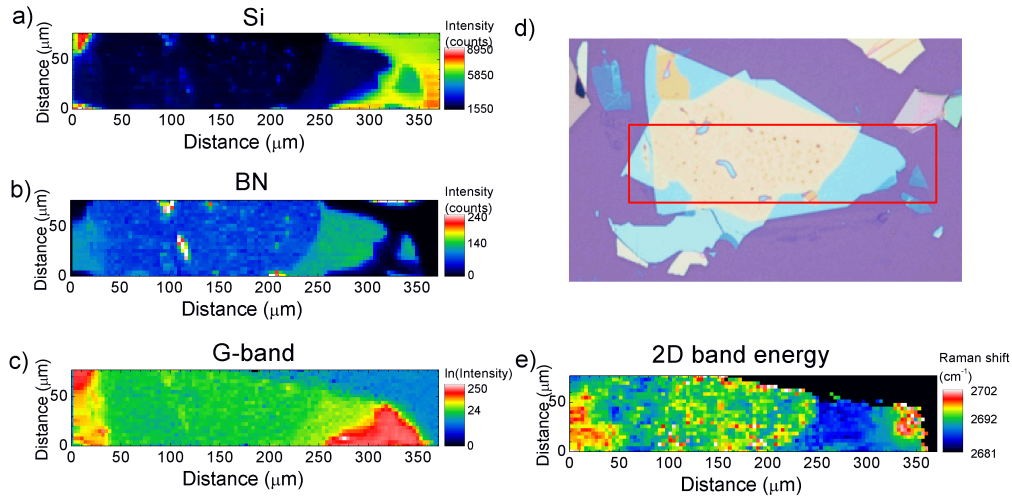 a)
Si
Intensity
(counts)
8950
5850
1550
Distance (μm)
50
0
0 50 100 150 200 250 300 350
Distance (μm)
b)
BN
Intensity
(counts)
240
140
0
Distance (μm)
50
0
0 50 100 150 200 250 300 350
Distance (μm)
c)
G-band
ln(Intensity)
250
24
0
Distance (μm)
50
0
0 50 100 150 200 250 300 350
Distance (μm)
d)
e)
2D band energy
Raman shift
(cm⁻¹)
2702
2692
2681
Distance (μm)
50
0
0 50 100 150 200 250 300 350
Distance (μm)